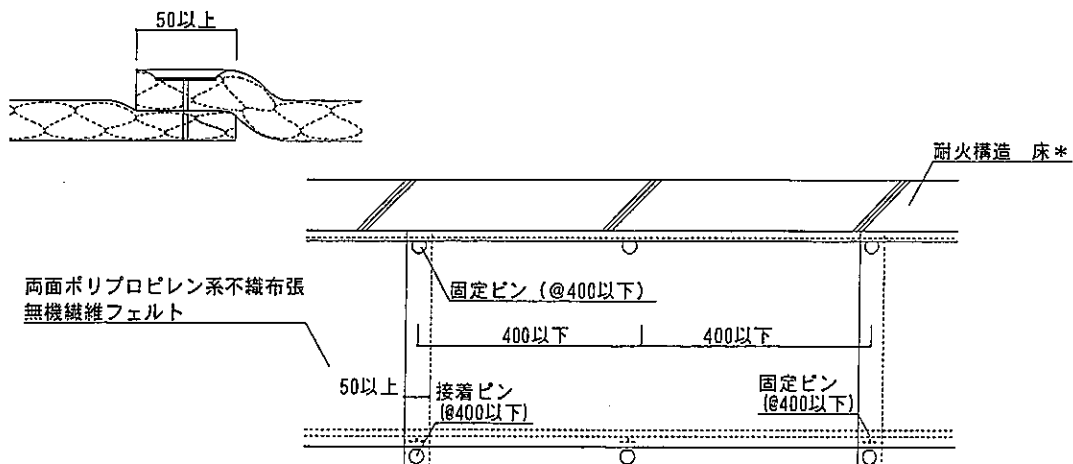 50以上
耐火構造 床*
両面ポリプロピレン系不織布張
無機繊維フェルト
固定ピン (@400以下)
400以下
400以下
50以上
接着ピン
(@400以下)
固定ピン
(@400以下)